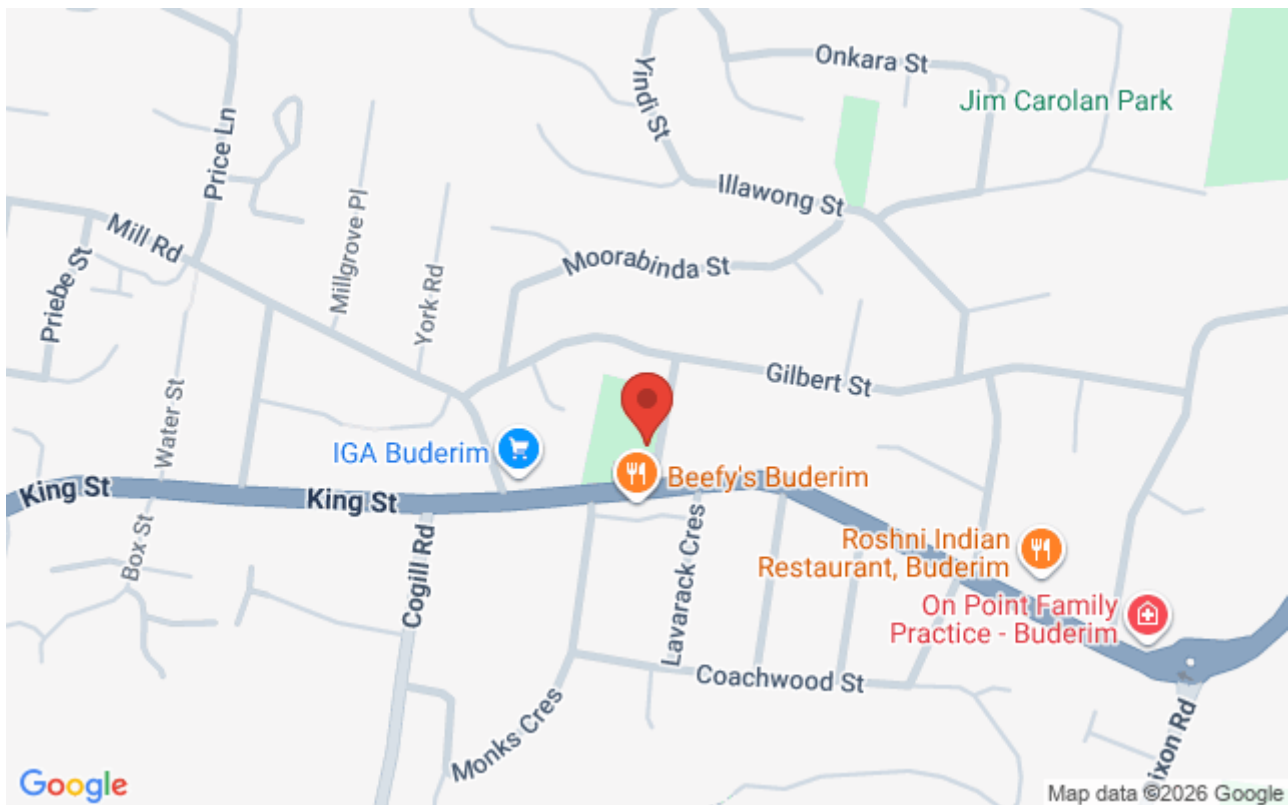 Onkara St
Yindi St
Jim Carolan Park
Price Ln
Illawong St
Millgrove Pl
Mill Rd
Moorabinda St
Priebe St
York Rd
Gilbert St
Water St
IGA Buderim
Beefy's Buderim
King St
King St
Lavarack Cres
Box St
Cogill Rd
Roshni Indian
Restaurant, Buderim
On Point Family
Practice - Buderim
Coachwood St
Monks Cres
ixon Rd
Google
Map data ©2026 Google